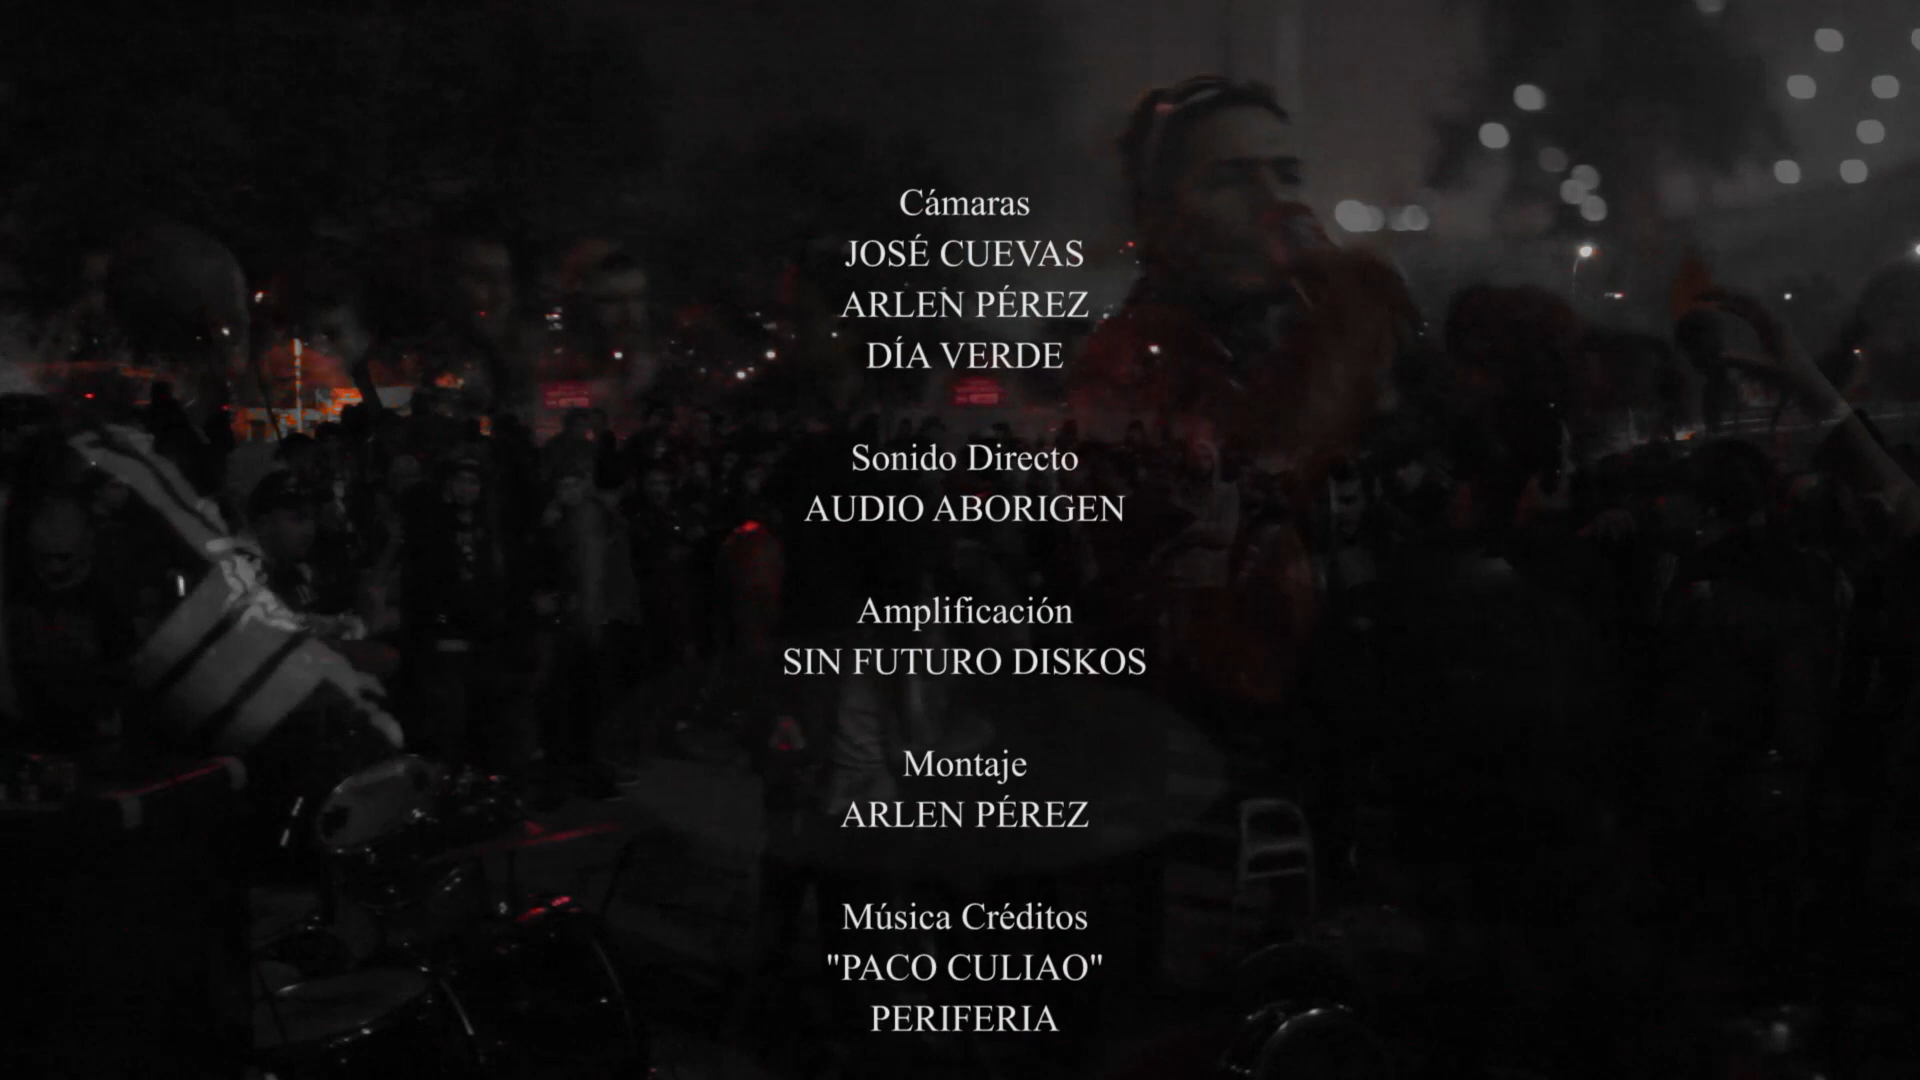 Cámaras
JOSÉ CUEVAS
ARLEN PÉREZ
DÍA VERDE
Sonido Directo
AUDIO ABORIGEN
Amplificación
SIN FUTURO DISKOS
Montaje
ARLEN PÉREZ
Música Créditos
"PACO CULIAO"
PERIFERIA